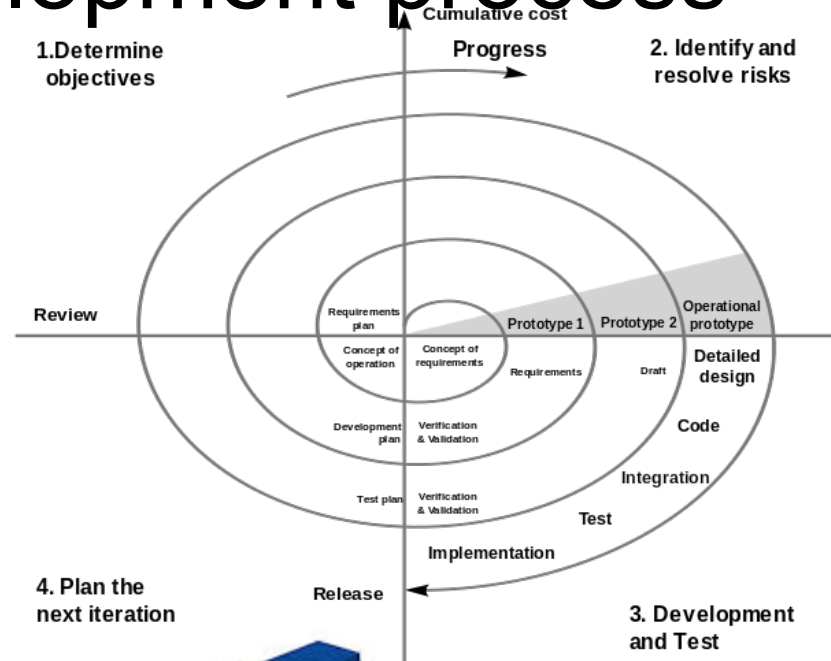 Cumulative cost
1.Determine
objectives
Progress
2. Identify and
resolve risks
Review
Requirements
plan
Prototype 1
Prototype 2
Operational
prototype
Concept of
operation
Concept of
requirements
Requirements
Draft
Detailed
design
Development
plan
Verification
& Validation
Code
Integration
Test plan
Verification
& Validation
Test
Implementation
Release
4. Plan the
next iteration
3. Development
and Test